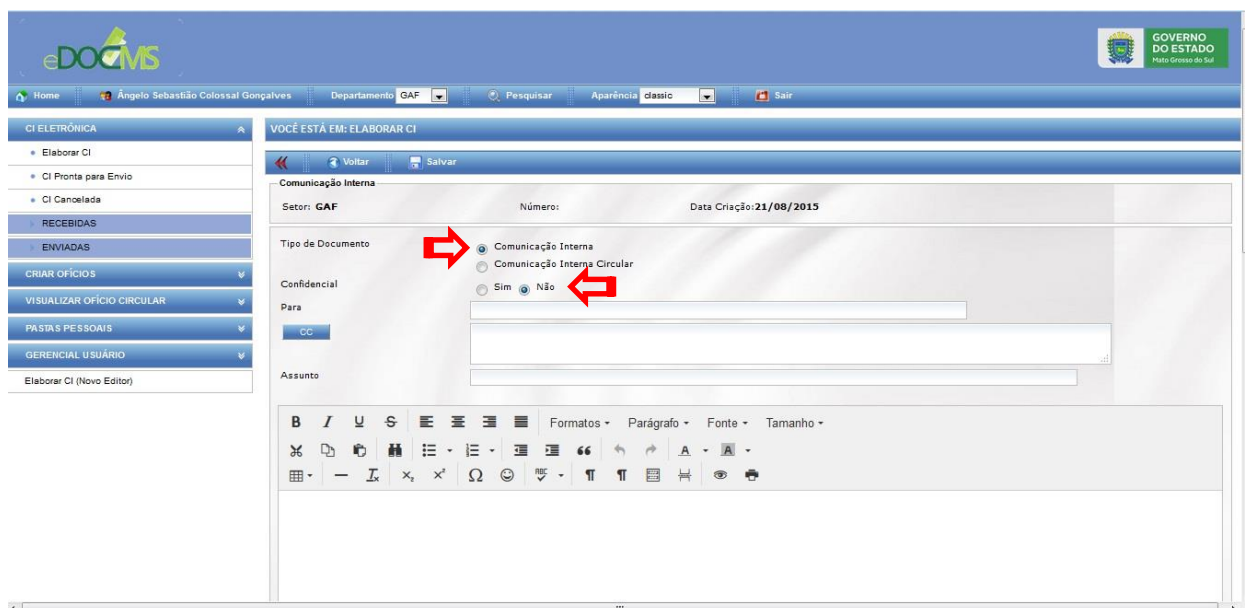 eDOCMS
GOVERNO
DO ESTADO
Mato Grosso do Sul
Home Ângelo Sebastião Colossal Gonçalves Departamento GAF Pesquisar Aparência classic Sair
CI ELETRÔNICA
Elaborar CI
CI Pronta para Envio
CI Cancelada
RECEBIDAS
ENVIADAS
CRIAR OFÍCIOS
VISUALIZAR OFÍCIO CIRCULAR
PASTAS PESSOAIS
GERENCIAL USUÁRIO
Elaborar CI (Novo Editor)
VOCÊ ESTÁ EM: ELABORAR CI
Voltar Salvar
Comunicação Interna
Setor: GAF Número: Data Criação:21/08/2015
Tipo de Documento Comunicação Interna
Comunicação Interna Circular
Confidencial Sim Não
Para
CC
Assunto
B I U S Formatos Parágrafo Fonte Tamanho
A A
Ix x₂ x² Ω ABC ¶ ¶